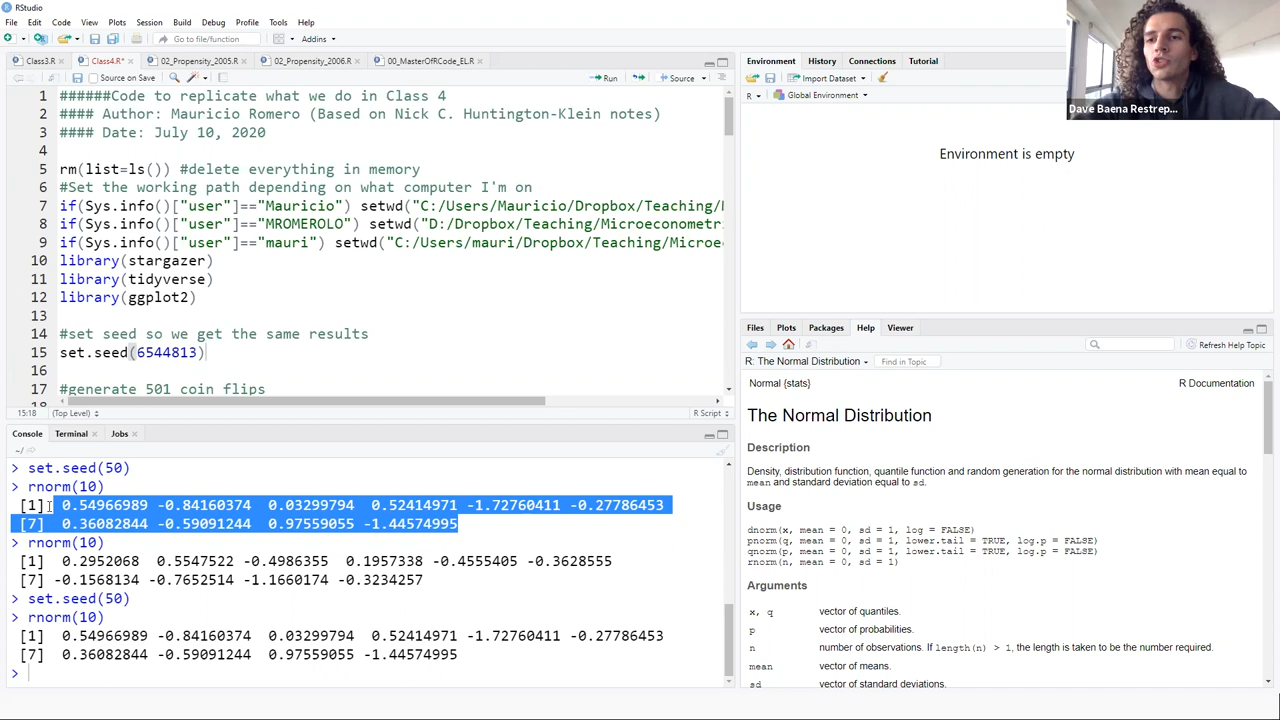 RStudio
File Edit Code View Plots Session Build Debug Profile Tools Help
Go to file/function Addins
Class3.R Class4.R* 02_Propensity_2005.R 02_Propensity_2006.R 00_MasterOfRCode_EL.R
Source on Save Run Source
1 ######Code to replicate what we do in Class 4
2 #### Author: Mauricio Romero (Based on Nick C. Huntington-Klein notes)
3 #### Date: July 10, 2020
4
5 rm(list=ls()) #delete everything in memory
6 #Set the working path depending on what computer I'm on
7 if(Sys.info()["user"]=="Mauricio") setwd("C:/Users/Mauricio/Dropbox/Teaching/
8 if(Sys.info()["user"]=="MROMEROLO") setwd("D:/Dropbox/Teaching/Microeconometri
9 if(Sys.info()["user"]=="mauri") setwd("C:/Users/mauri/Dropbox/Teaching/Microec
10 library(stargazer)
11 library(tidyverse)
12 library(ggplot2)
13
14 #set seed so we get the same results
15 set.seed(6544813)
16
17 #generate 501 coin flips
18
15:18 (Top Level) R Script
Console Terminal Jobs
~/
> set.seed(50)
> rnorm(10)
[1] 0.54966989 -0.84160374 0.03299794 0.52414971 -1.72760411 -0.27786453
[7] 0.36082844 -0.59091244 0.97559055 -1.44574995
> rnorm(10)
[1] 0.2952068 0.5547522 -0.4986355 0.1957338 -0.4555405 -0.3628555
[7] -0.1568134 -0.7652514 -1.1660174 -0.3234257
> set.seed(50)
> rnorm(10)
[1] 0.54966989 -0.84160374 0.03299794 0.52414971 -1.72760411 -0.27786453
[7] 0.36082844 -0.59091244 0.97559055 -1.44574995
>
Environment History Connections Tutorial
Import Dataset
R Global Environment
Environment is empty
Dave Baena Restrep...
Files Plots Packages Help Viewer
Refresh Help Topic
R: The Normal Distribution Find in Topic
Normal {stats} R Documentation
The Normal Distribution
Description
Density, distribution function, quantile function and random generation for the normal distribution with mean equal to
mean and standard deviation equal to sd.
Usage
dnorm(x, mean = 0, sd = 1, log = FALSE)
pnorm(q, mean = 0, sd = 1, lower.tail = TRUE, log.p = FALSE)
qnorm(p, mean = 0, sd = 1, lower.tail = TRUE, log.p = FALSE)
rnorm(n, mean = 0, sd = 1)
Arguments
x, q vector of quantiles.
p vector of probabilities.
n number of observations. If length(n) > 1, the length is taken to be the number required.
mean vector of means.
sd vector of standard deviations.